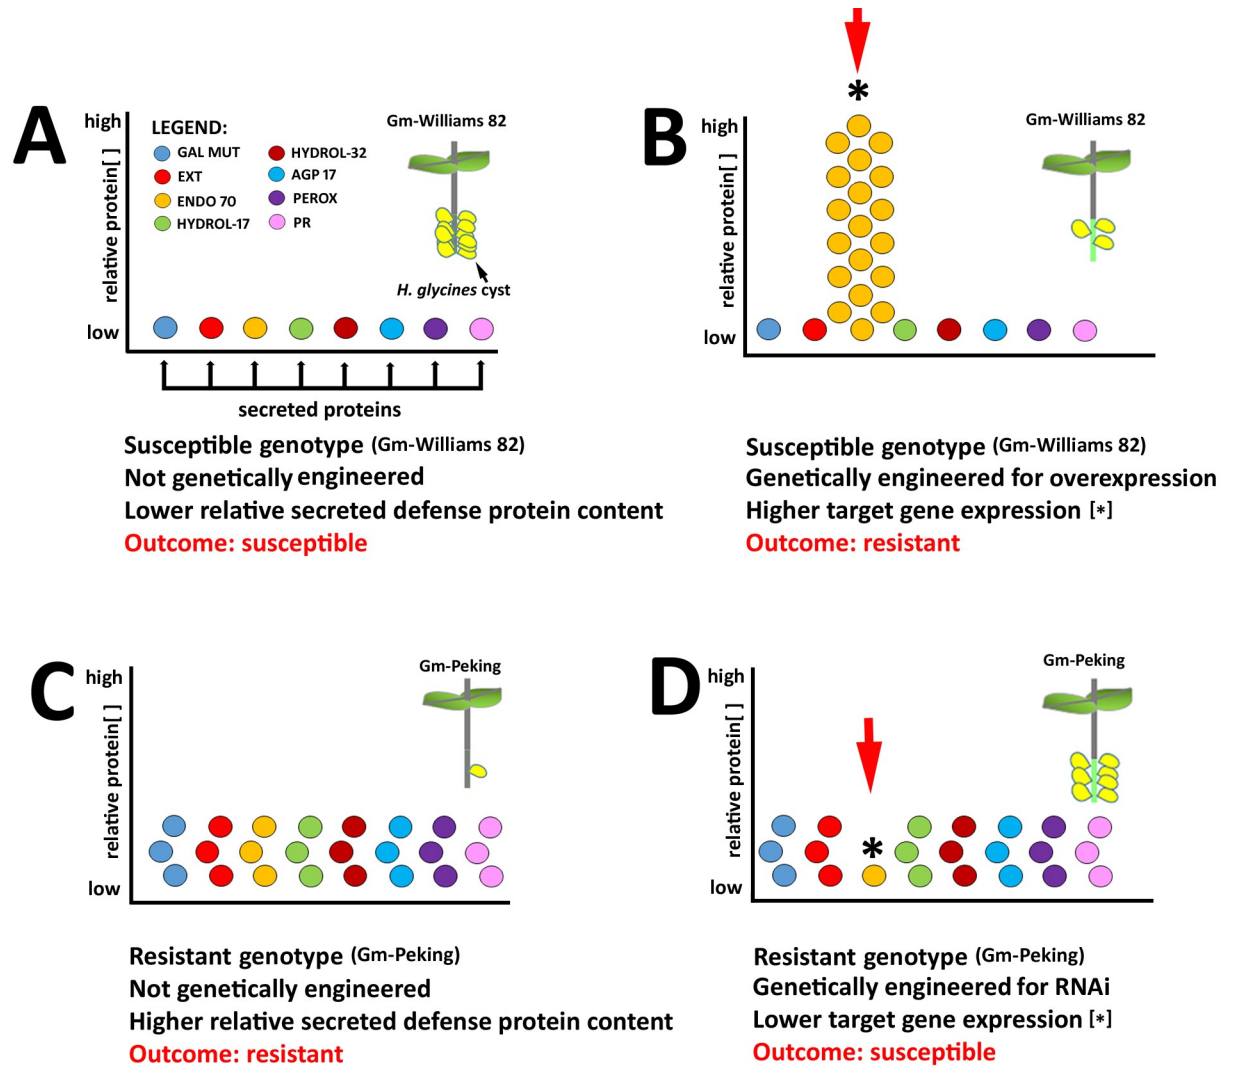 A
high
relative protein[ ]
low
LEGEND:
GAL MUT
EXT
ENDO 70
HYDROL-17
HYDROL-32
AGP 17
PEROX
PR
Gm-Williams 82
H. glycines cyst
secreted proteins
Susceptible genotype (Gm-Williams 82)
Not genetically engineered
Lower relative secreted defense protein content
Outcome: susceptible
B
*
high
relative protein[ ]
low
Gm-Williams 82
Susceptible genotype (Gm-Williams 82)
Genetically engineered for overexpression
Higher target gene expression [*]
Outcome: resistant
C
high
relative protein[ ]
low
Gm-Peking
Resistant genotype (Gm-Peking)
Not genetically engineered
Higher relative secreted defense protein content
Outcome: resistant
D
high
relative protein[ ]
low
*
Gm-Peking
Resistant genotype (Gm-Peking)
Genetically engineered for RNAi
Lower target gene expression [*]
Outcome: susceptible